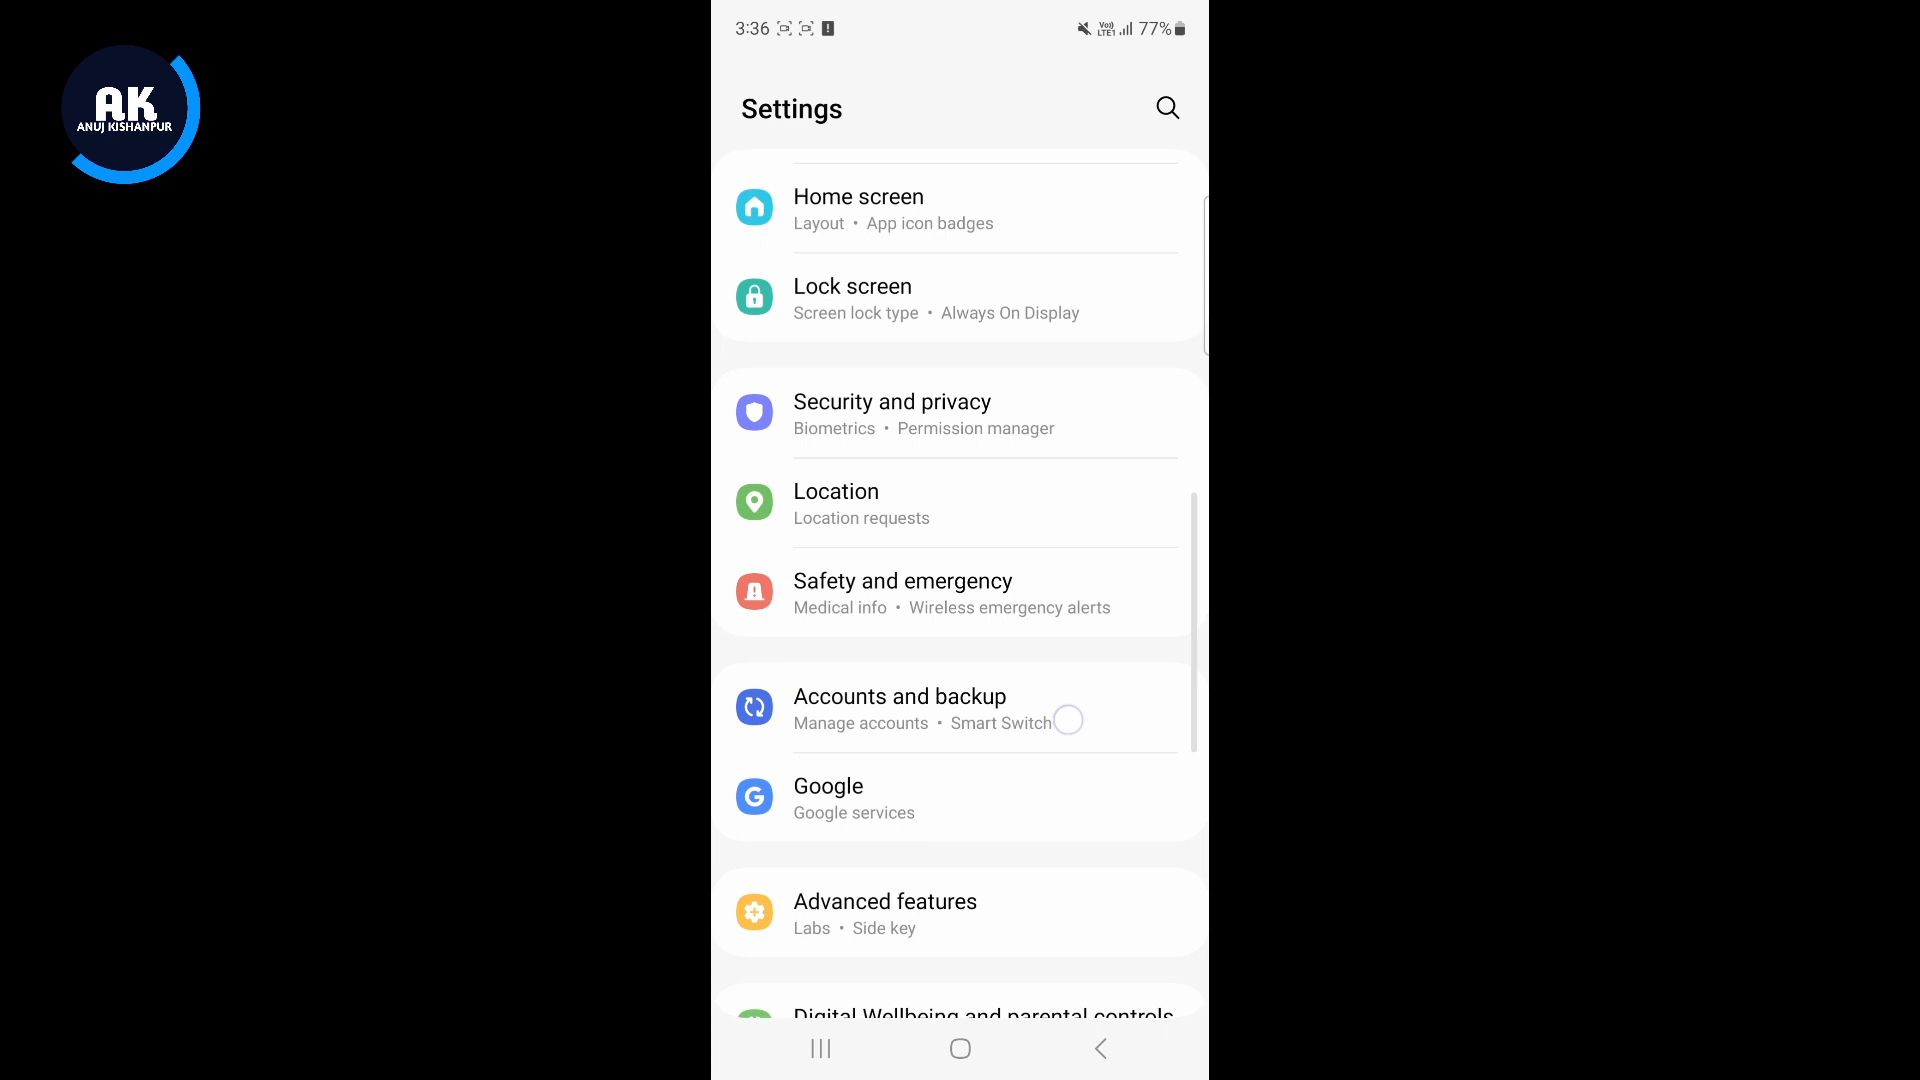 AK
ANUJ KISHANPUR
3:36
Vo))
LTE1
77%
Settings
Home screen
Layout • App icon badges
Lock screen
Screen lock type • Always On Display
Security and privacy
Biometrics • Permission manager
Location
Location requests
Safety and emergency
Medical info • Wireless emergency alerts
Accounts and backup
Manage accounts • Smart Switch
Google
Google services
Advanced features
Labs • Side key
Digital Wellbeing and parental controls